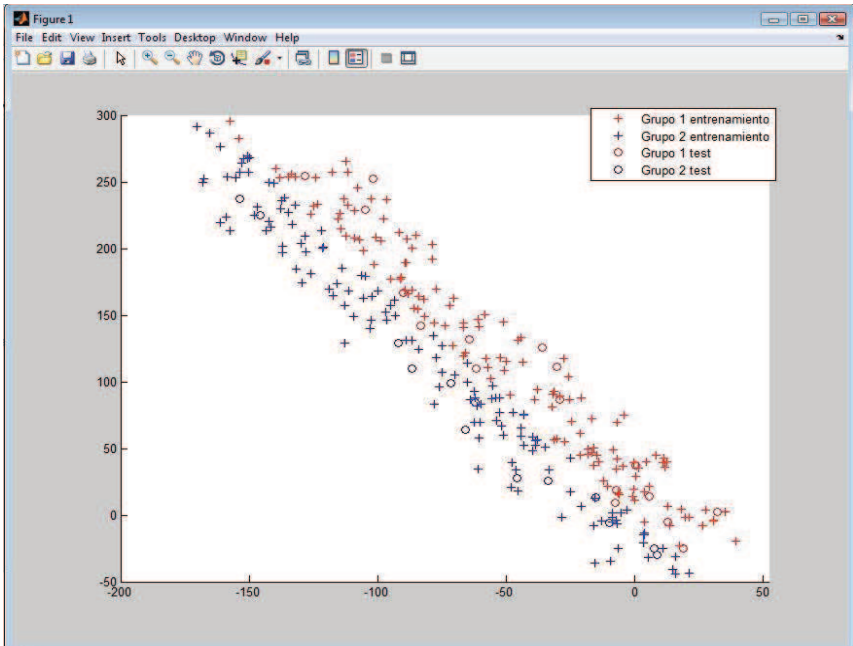 Figure 1
File Edit View Insert Tools Desktop Window Help
300
250
200
150
100
50
0
-50
-200
-150
-100
-50
0
50
Grupo 1 entrenamiento
Grupo 2 entrenamiento
Grupo 1 test
Grupo 2 test